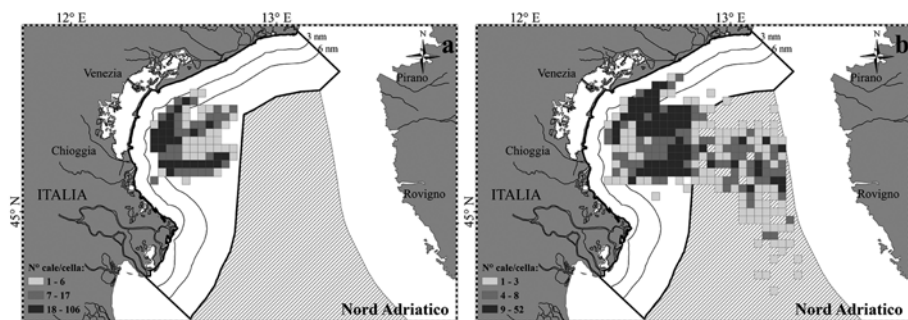 12° E
13° E
a
3 nm
6 nm
N
Venezia
Pirano
Chioggia
ITALIA
Rovigno
45° N
N° cale/cella:
1 - 6
7 - 17
18 - 106
Nord Adriatico
12° E
13° E
b
3 nm
6 nm
N
Venezia
Pirano
Chioggia
ITALIA
Rovigno
45° N
N° cale/cella:
1 - 3
4 - 8
9 - 52
Nord Adriatico